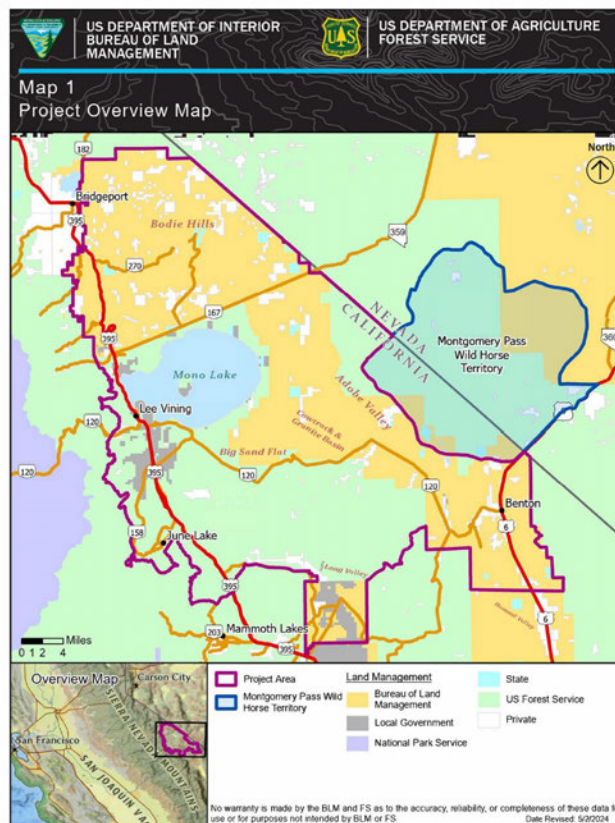 US DEPARTMENT OF INTERIOR
BUREAU OF LAND
MANAGEMENT
US DEPARTMENT OF AGRICULTURE
FOREST SERVICE
Map 1
Project Overview Map
182
North
Bridgeport
395
Bodie Hills
359
270
167
NEVADA
CALIFORNIA
Montgomery Pass
Wild Horse
Territory
360
395
Mono Lake
Adobe Valley
Lee Vining
Cowtrack &
Granite Basin
Big Sand Flat
120
120
120
120
395
Benton
6
158
June Lake
Long Valley
395
6
203
Mammoth Lakes
395
0 1 2 4
Miles
Overview Map
Carson City
San Francisco
SIERRA NEVADA MOUNTAINS
SAN JOAQUIN VA
Project Area
Montgomery Pass Wild
Horse Territory
Land Management
Bureau of Land
Management
Local Government
National Park Service
State
US Forest Service
Private
No warranty is made by the BLM and FS as to the accuracy, reliability, or completeness of these data f
use or for purposes not intended by BLM or FS
Date Revised: 5/2/2024